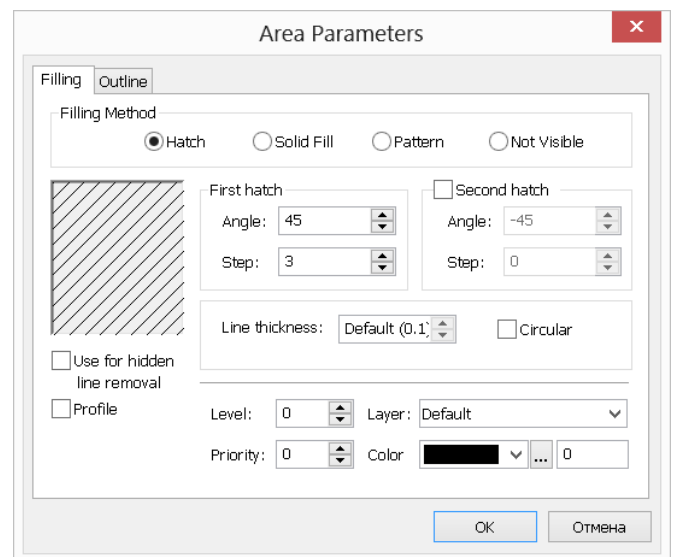 Area Parameters
Filling Outline
Filling Method
Hatch Solid Fill Pattern Not Visible
First hatch Second hatch
Angle: 45 Angle: -45
Step: 3 Step: 0
Line thickness: Default (0.1) Circular
Use for hidden
line removal
Profile
Level: 0 Layer: Default
Priority: 0 Color ... 0
OK Отмена